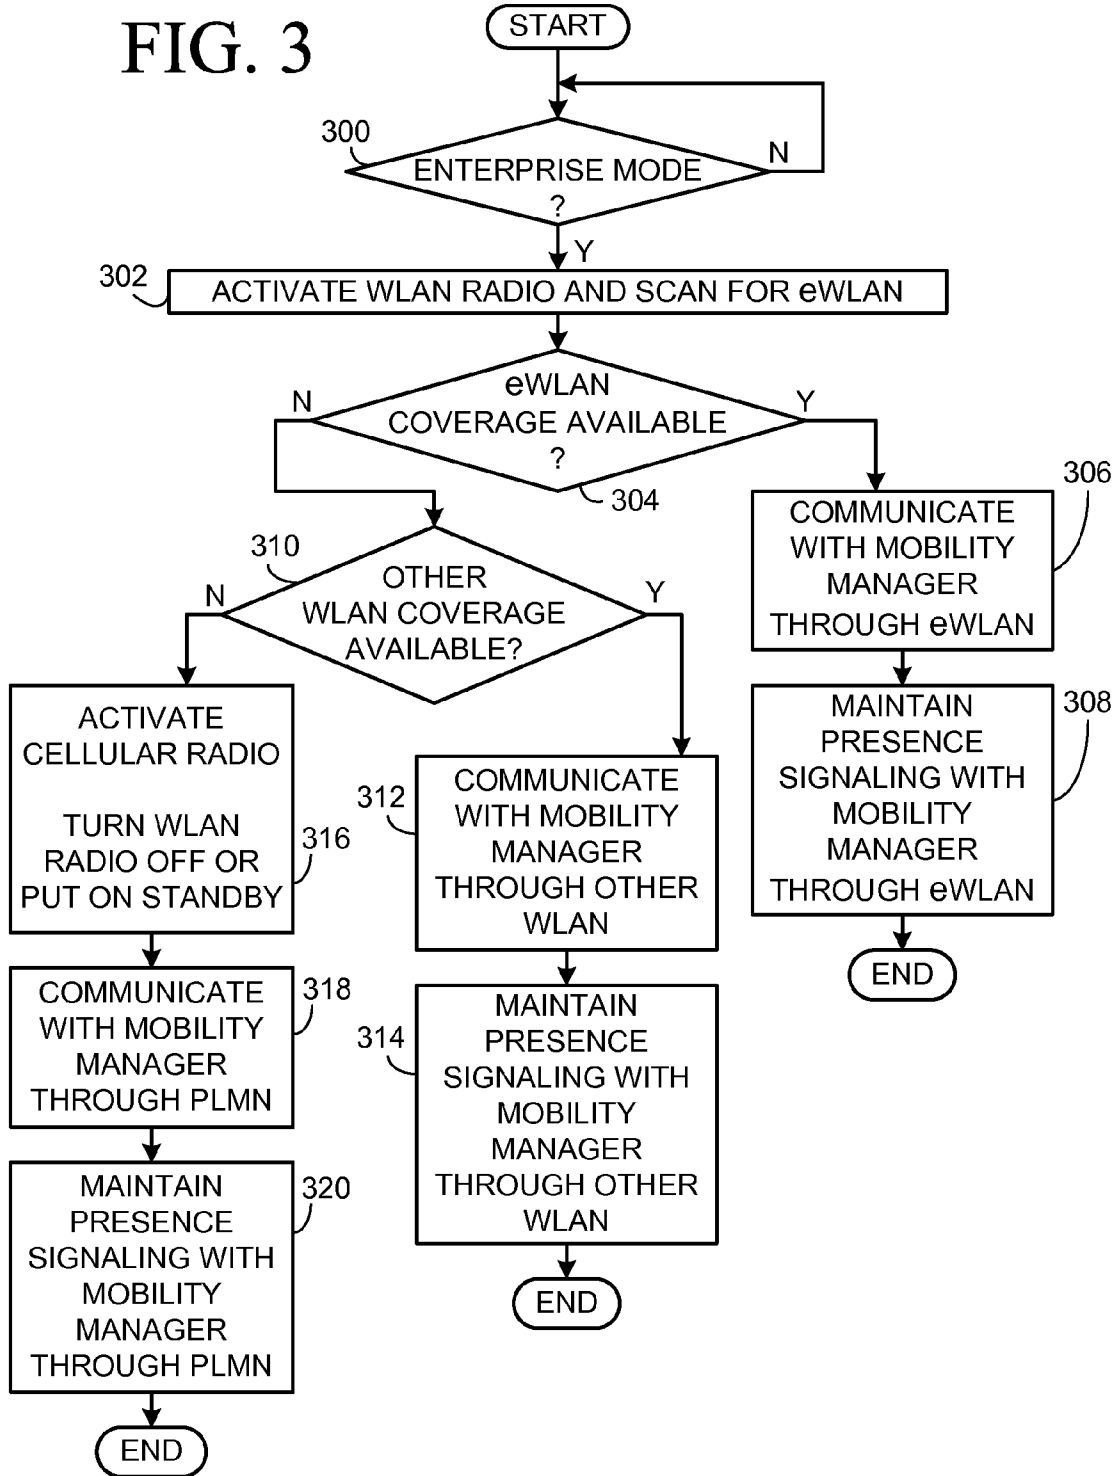 FIG. 3
START
300
ENTERPRISE MODE
?
N
Y
302
ACTIVATE WLAN RADIO AND SCAN FOR eWLAN
eWLAN
COVERAGE AVAILABLE
?
N
Y
304
306
COMMUNICATE
WITH MOBILITY
MANAGER
THROUGH eWLAN
308
MAINTAIN
PRESENCE
SIGNALING WITH
MOBILITY
MANAGER
THROUGH eWLAN
END
310
OTHER
WLAN COVERAGE
AVAILABLE?
N
Y
312
COMMUNICATE
WITH MOBILITY
MANAGER
THROUGH OTHER
WLAN
314
MAINTAIN
PRESENCE
SIGNALING WITH
MOBILITY
MANAGER
THROUGH OTHER
WLAN
END
ACTIVATE
CELLULAR RADIO
TURN WLAN
RADIO OFF OR
PUT ON STANDBY
316
COMMUNICATE
WITH MOBILITY
MANAGER
THROUGH PLMN
318
MAINTAIN
PRESENCE
SIGNALING WITH
MOBILITY
MANAGER
THROUGH PLMN
320
END